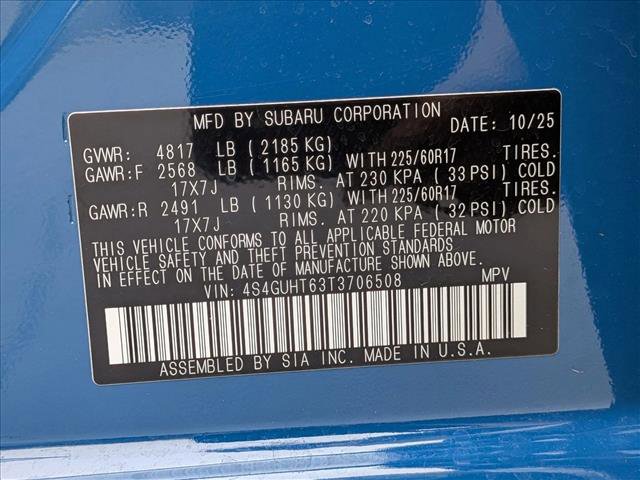 MFD BY SUBARU CORPORATION
DATE: 10/25
GVWR: 4817 LB ( 2185 KG)
GAWR:F 2568 LB ( 1165 KG) WITH 225/60R17 TIRES.
17X7J RIMS. AT 230 KPA ( 33 PSI) COLD
GAWR:R 2491 LB ( 1130 KG) WITH 225/60R17 TIRES.
17X7J RIMS. AT 220 KPA ( 32 PSI) COLD
THIS VEHICLE CONFORMS TO ALL APPLICABLE FEDERAL MOTOR
VEHICLE SAFETY AND THEFT PREVENTION STANDARDS
IN EFFECT ON THE DATE OF MANUFACTURE SHOWN ABOVE.
VIN: 4S4GUHT63T3706508 MPV
ASSEMBLED BY SIA INC. MADE IN U.S.A.